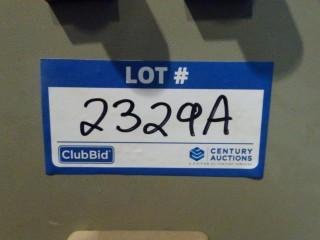 LOT #
2329A
ClubBid
CENTURY
AUCTIONS